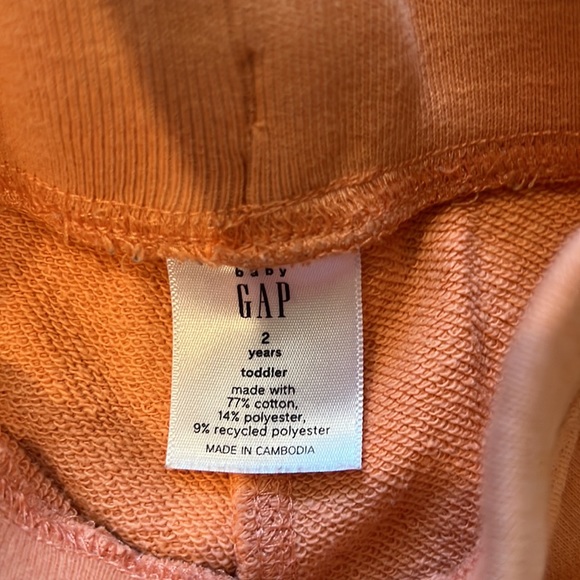 baby
GAP
2
years
toddler
made with
77% cotton,
14% polyester,
9% recycled polyester
MADE IN CAMBODIA